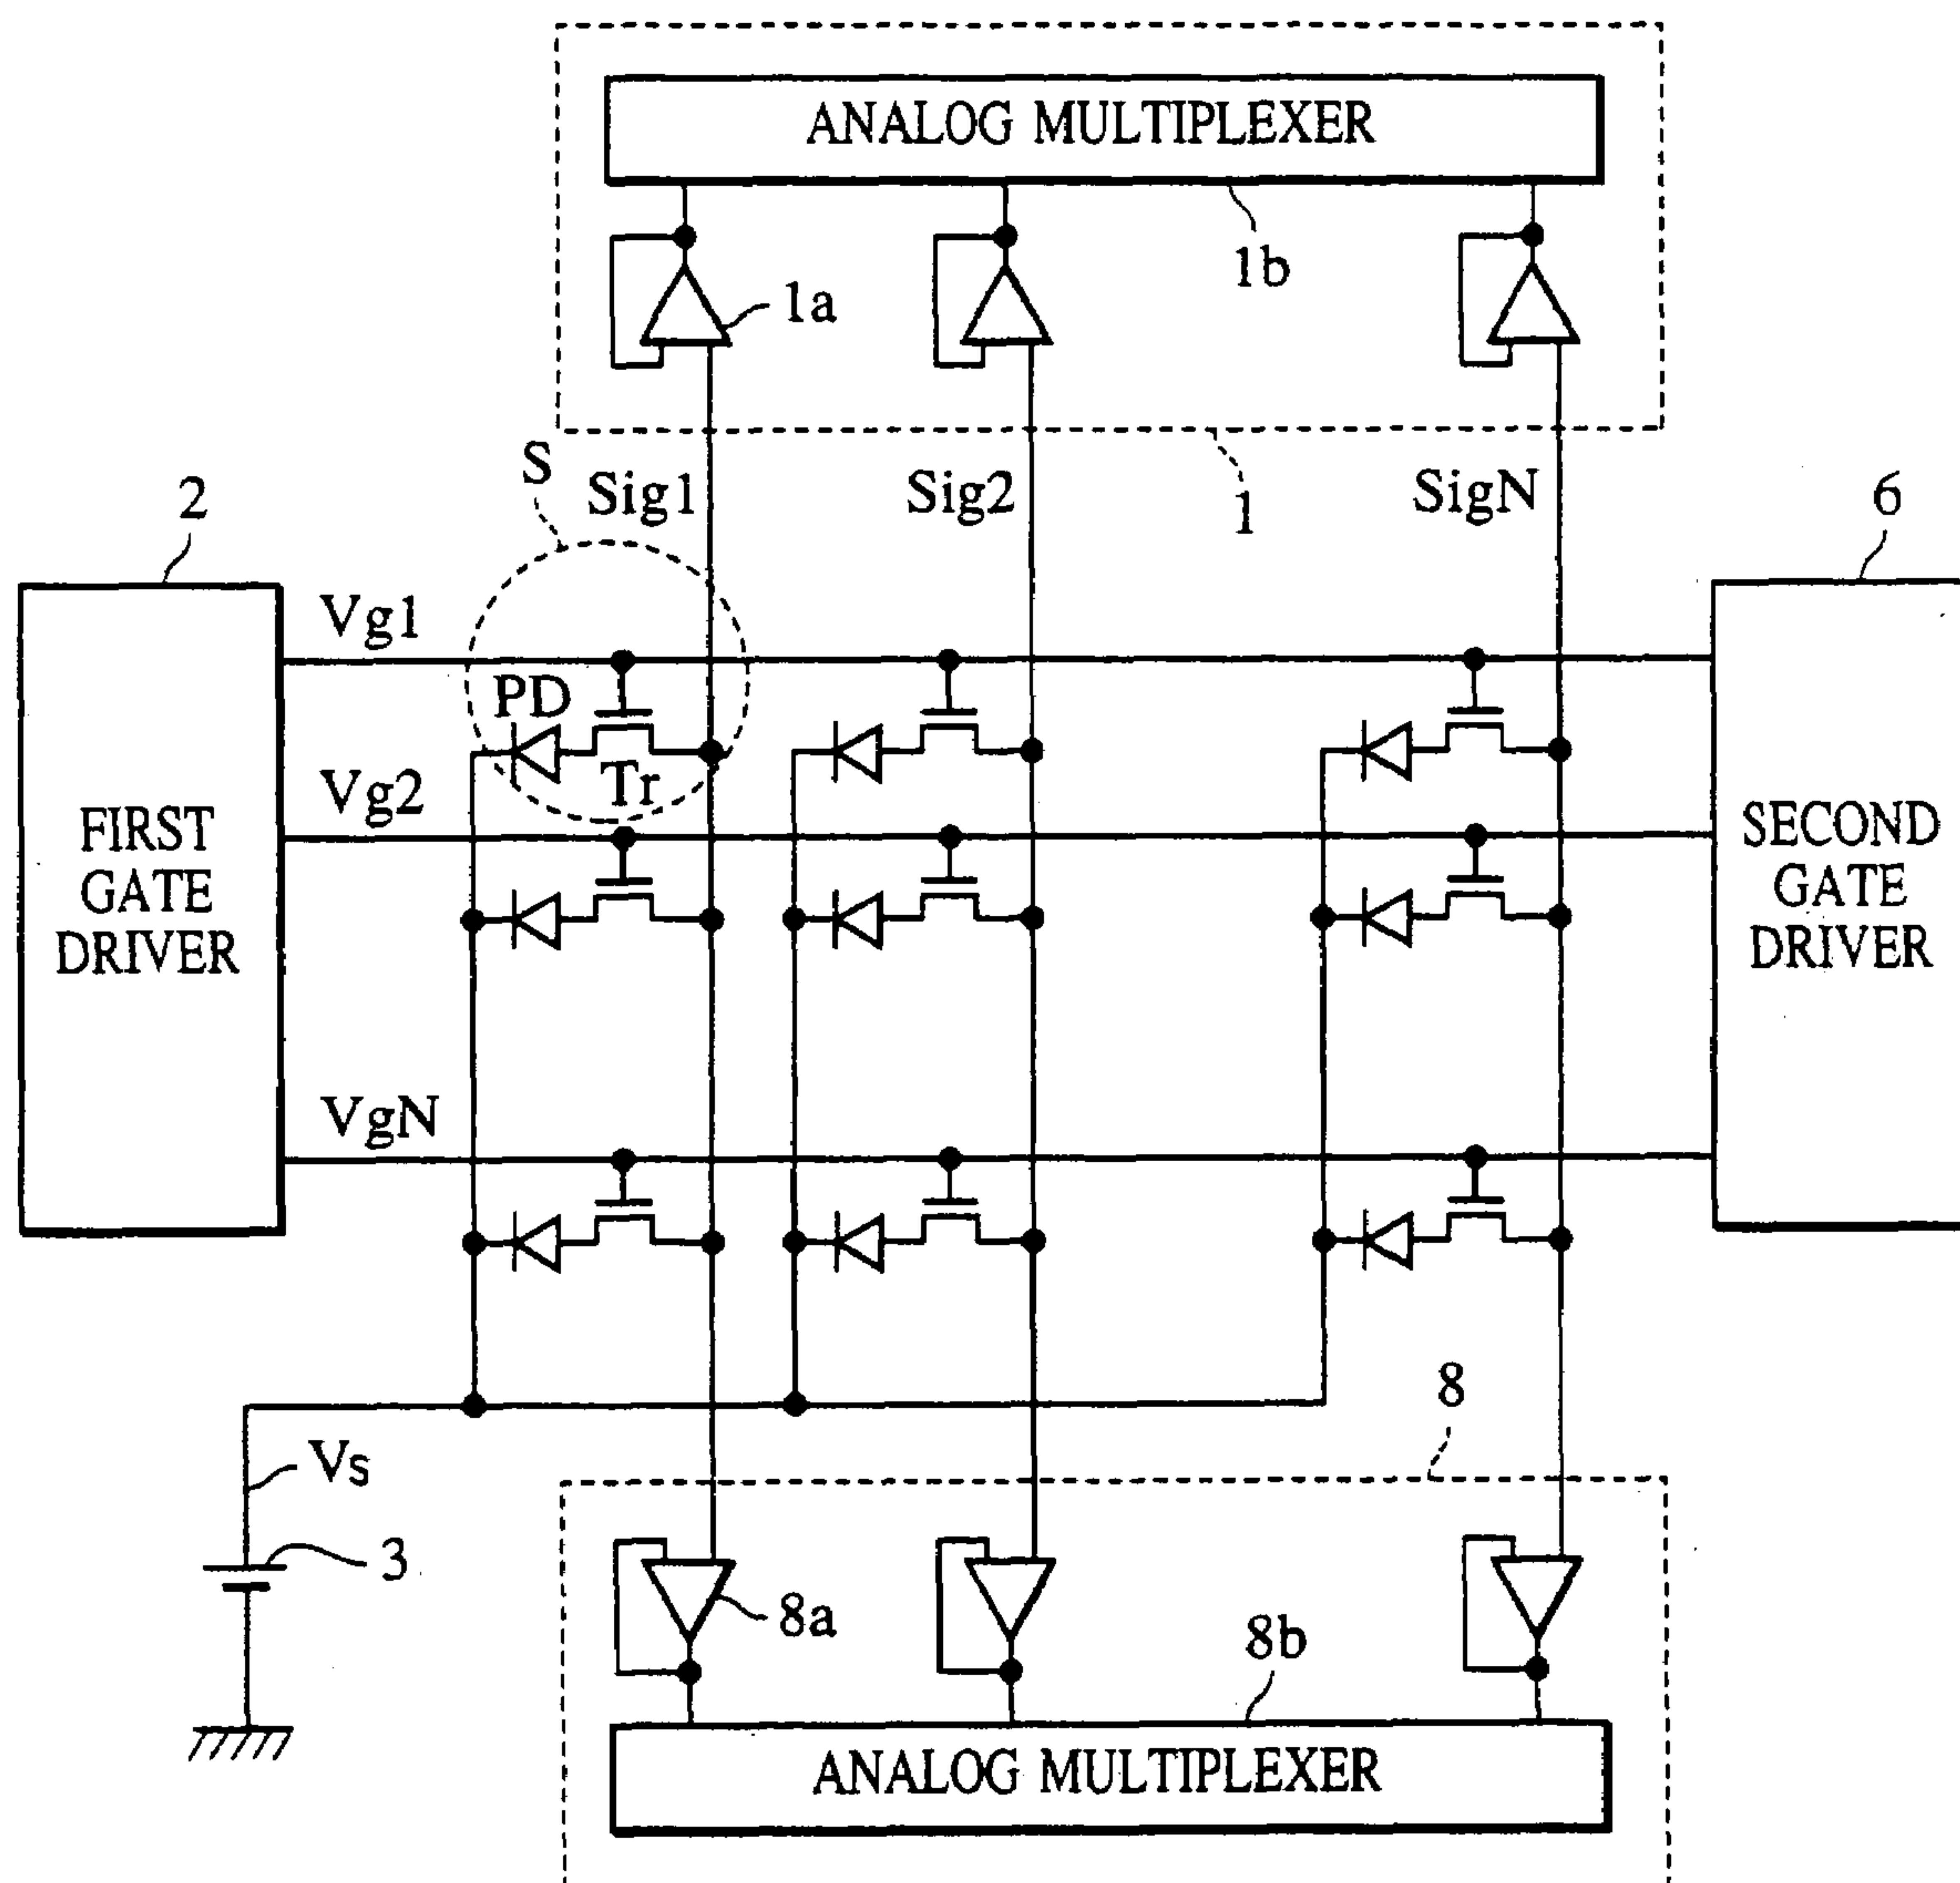 ANALOG MULTIPLEXER
1b
1a
S
Sig1
Sig2
SigN
1
2
6
Vg1
PD
Tr
Vg2
FIRST
GATE
DRIVER
SECOND
GATE
DRIVER
VgN
8
Vs
3
8a
8b
ANALOG MULTIPLEXER